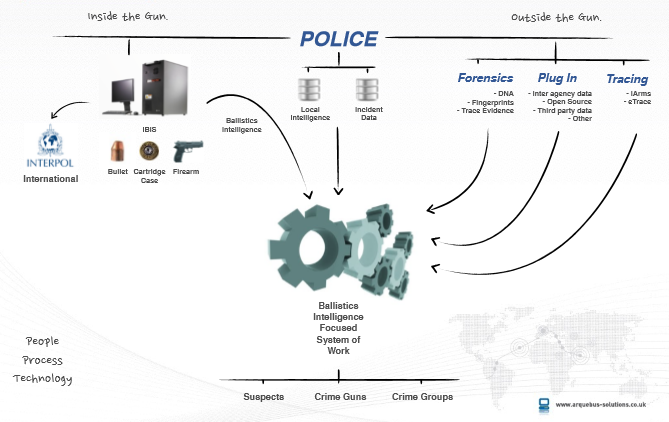 Inside the Gun.
Outside the Gun.
POLICE
Forensics
- DNA
- Fingerprints
- Trace Evidence
Plug In
- Inter agency data
- Open Source
- Third party data
- Other
Tracing
- IArms
- eTrace
Local
Intelligence
Incident
Data
IBIS
Ballistics
Intelligence
INTERPOL
International
Bullet
Cartridge
Case
Firearm
Ballistics
Intelligence
Focused
System of
Work
People
Process
Technology
Suspects
Crime Guns
Crime Groups
www.arquebus-solutions.co.uk